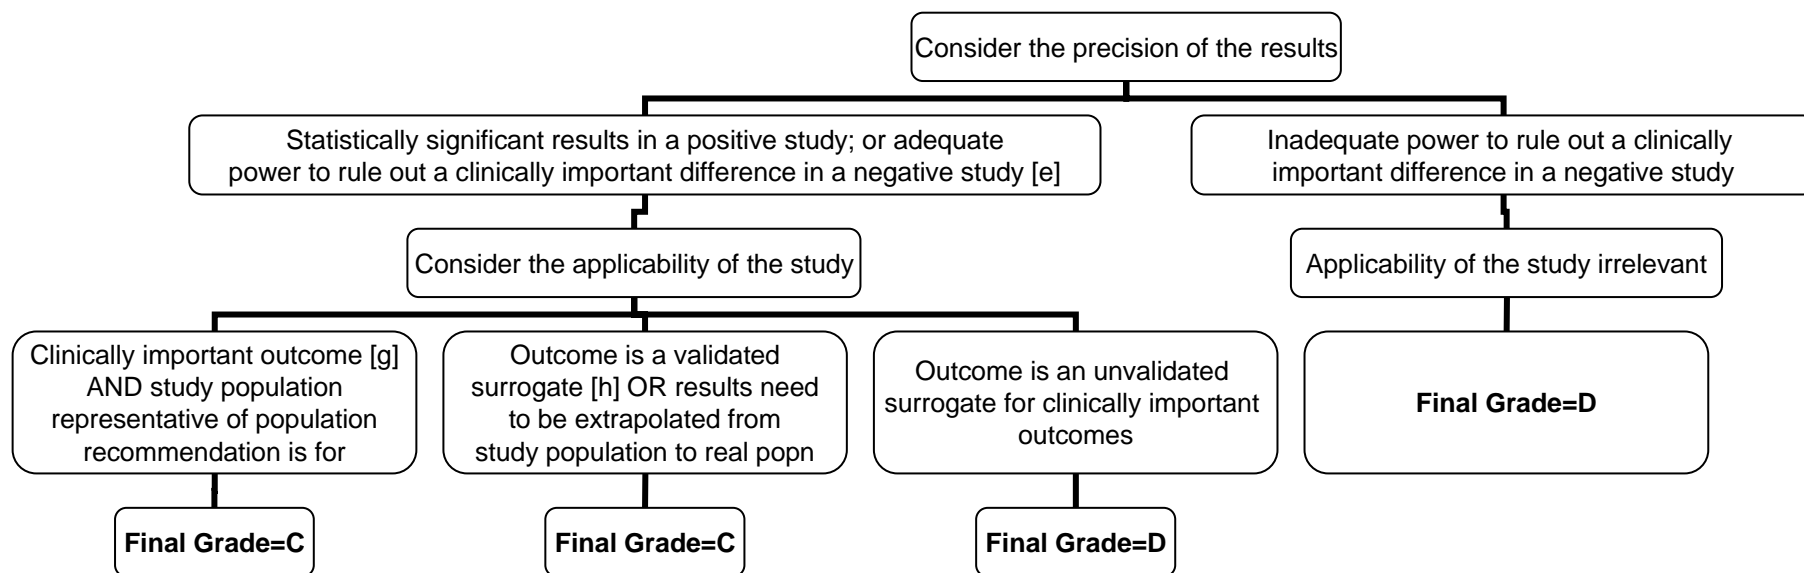 Consider the precision of the results
Statistically significant results in a positive study; or adequate
power to rule out a clinically important difference in a negative study [e]
Inadequate power to rule out a clinically
important difference in a negative study
Consider the applicability of the study
Applicability of the study irrelevant
Clinically important outcome [g]
AND study population
representative of population
recommendation is for
Outcome is a validated
surrogate [h] OR results need
to be extrapolated from
study population to real popn
Outcome is an unvalidated
surrogate for clinically important
outcomes
Final Grade=D
Final Grade=C
Final Grade=C
Final Grade=D